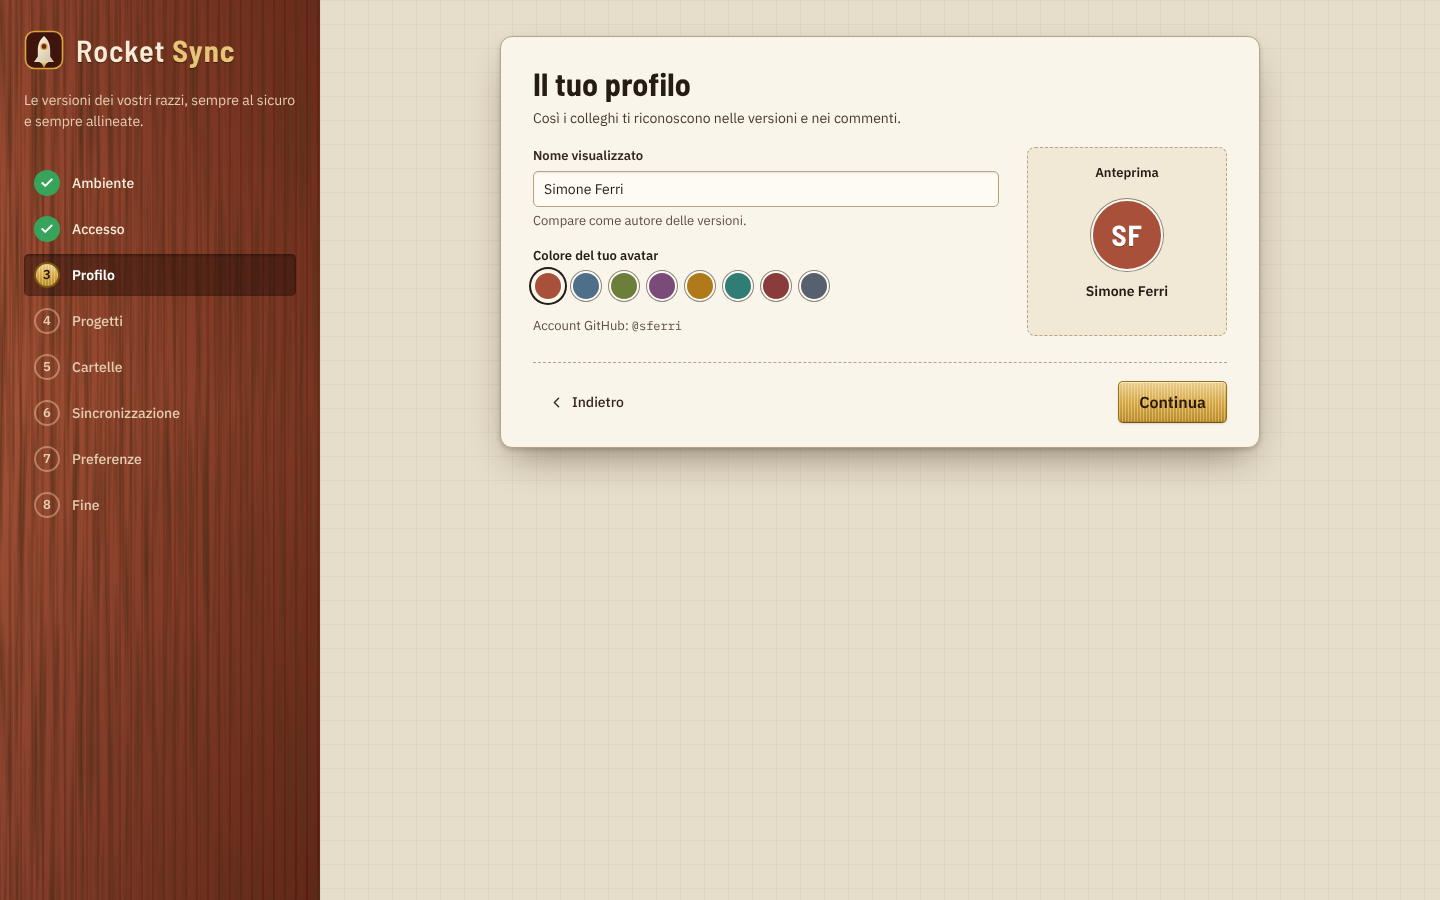 Rocket Sync
Le versioni dei vostri razzi, sempre al sicuro
e sempre allineate.
Ambiente
Accesso
3 Profilo
4 Progetti
5 Cartelle
6 Sincronizzazione
7 Preferenze
8 Fine
Il tuo profilo
Così i colleghi ti riconoscono nelle versioni e nei commenti.
Nome visualizzato
Simone Ferri
Compare come autore delle versioni.
Colore del tuo avatar
Account GitHub: @sferri
Anteprima
SF
Simone Ferri
Indietro
Continua